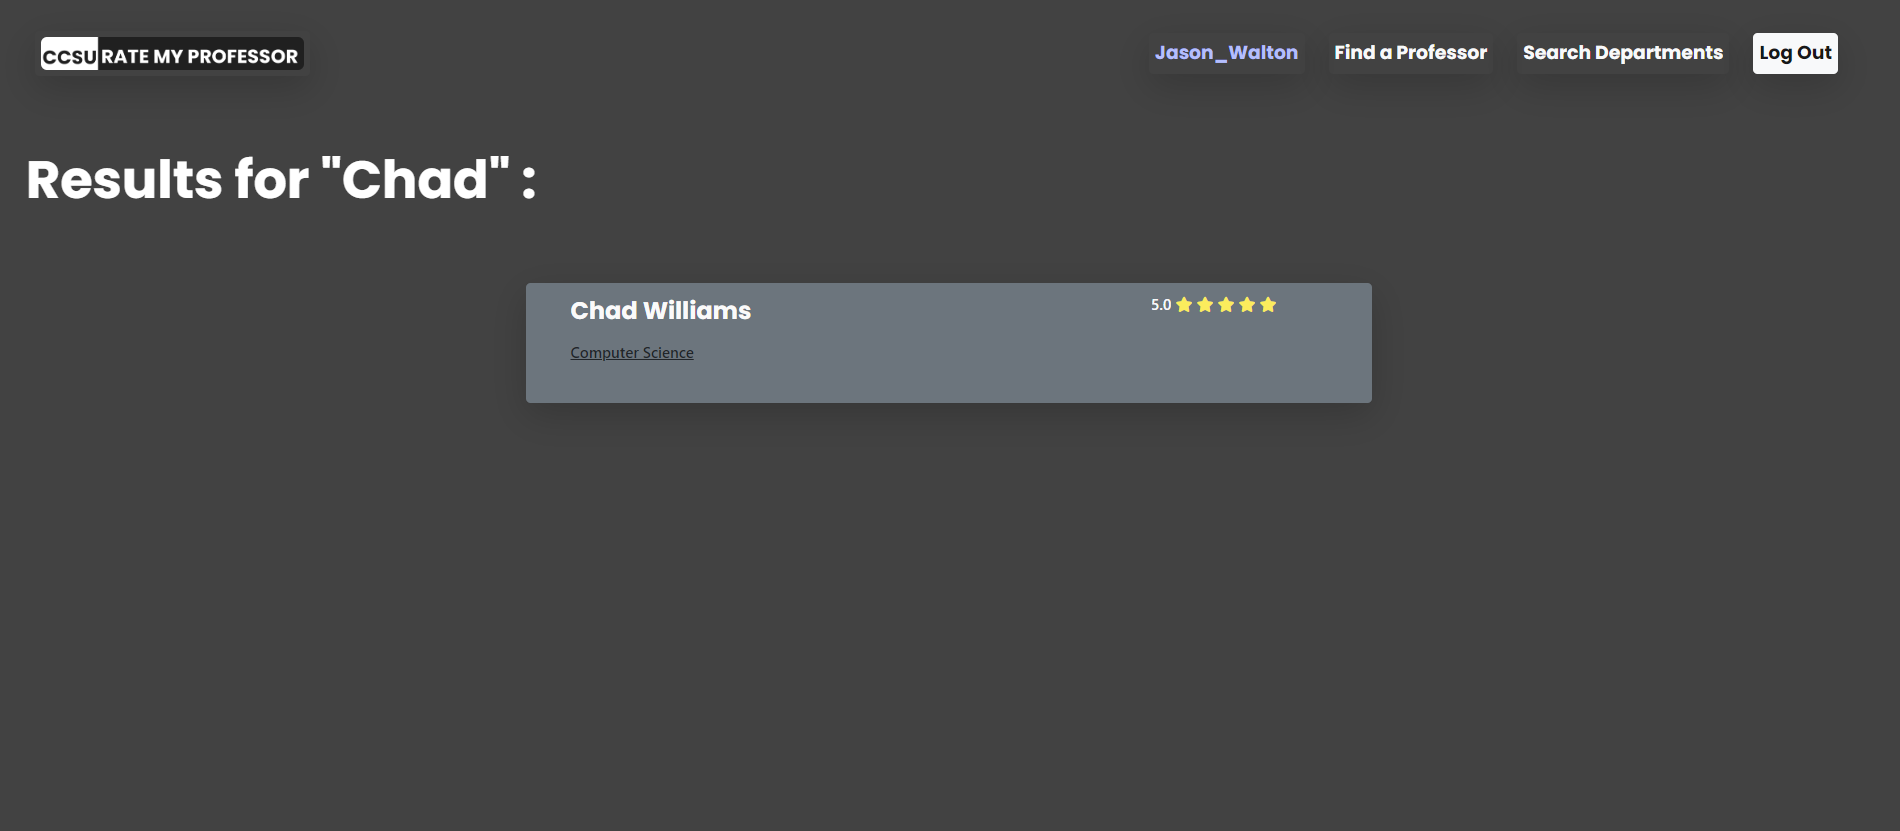 CCSU RATE MY PROFESSOR
Jason_Walton Find a Professor Search Departments Log Out
Results for "Chad" :
Chad Williams 5.0
Computer Science